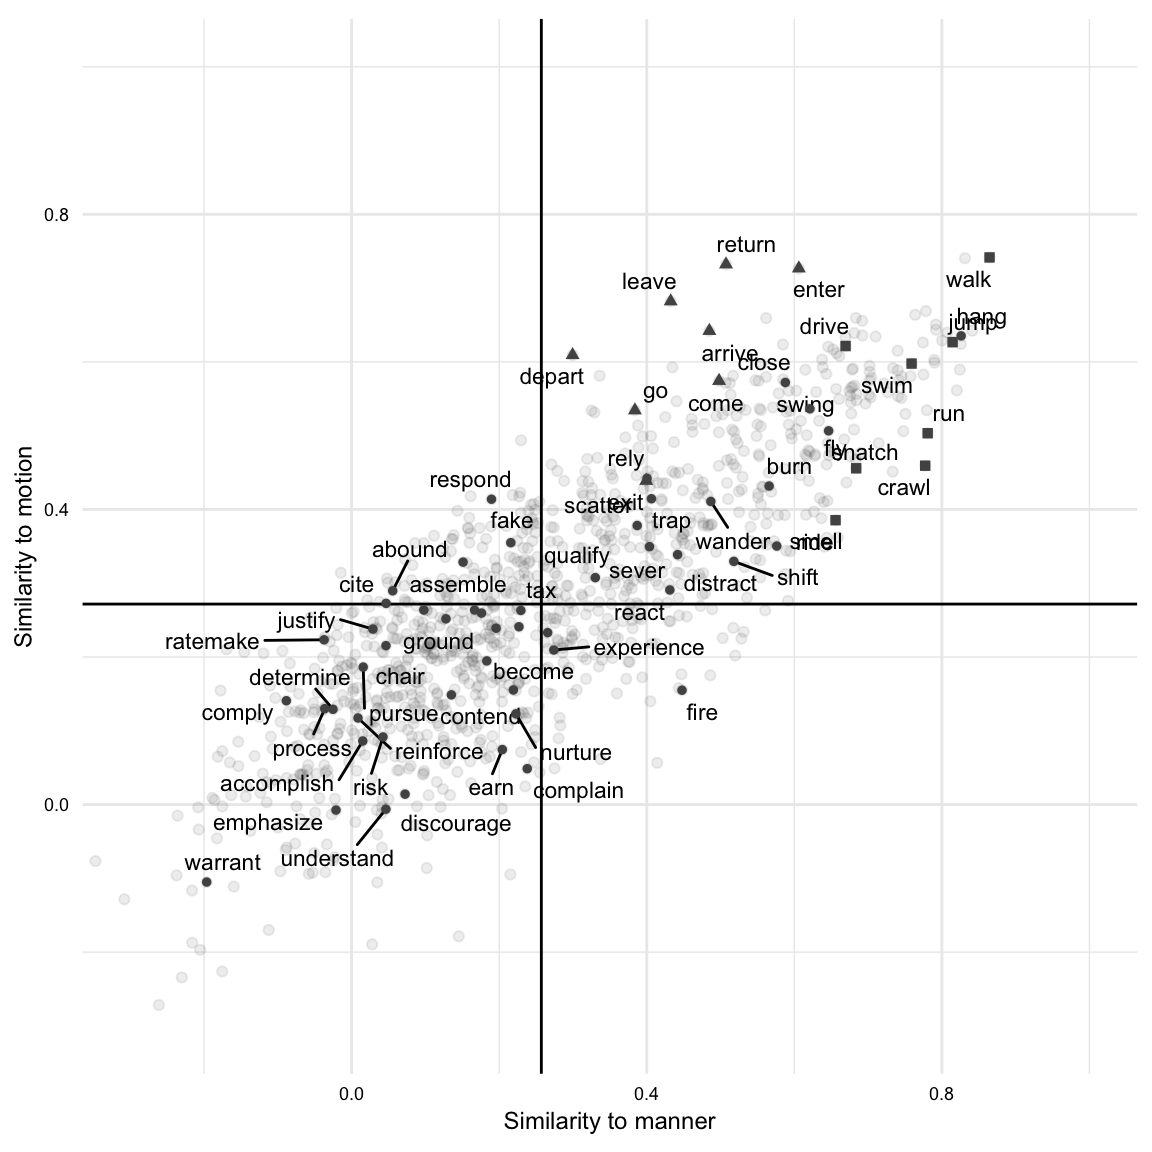 return
leave
enter
walk
0.8
hang
jump
drive
arrive
close
depart
swim
go
come
swing
run
fly
snatch
rely
burn
respond
crawl
scatter
exit
0.4
fake
trap
wander
smell
abound
qualify
sever
distract
shift
cite
assemble
tax
react
justify
ratemake
ground
experience
determine
chair
become
comply
pursue
contend
fire
process
reinforce
nurture
accomplish
risk
earn
complain
0.0
emphasize
discourage
understand
warrant
Similarity to motion
0.0
0.4
0.8
Similarity to manner